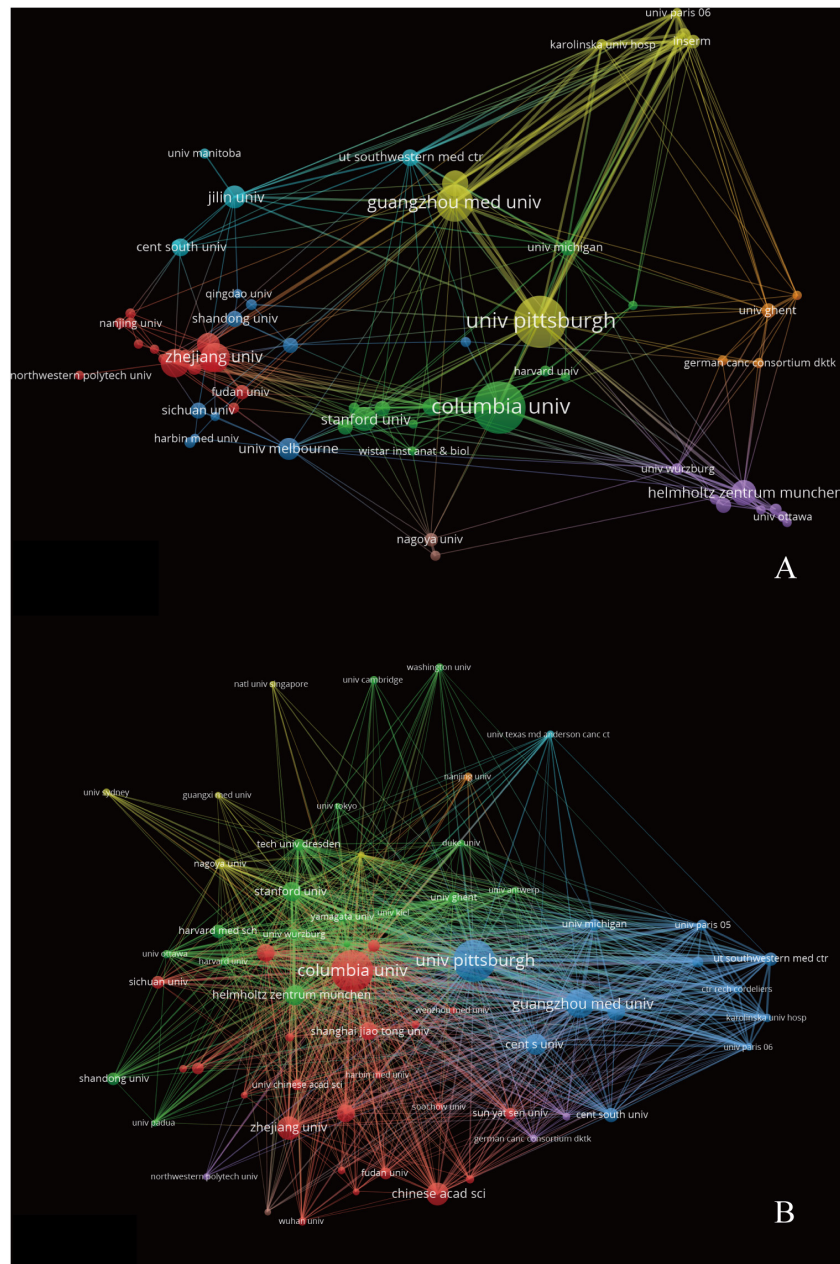 univ paris 06
karolinska univ hosp
inserm
univ manitoba
ut southwestern med ctr
jilin univ
guangzhou med univ
cent south univ
univ michigan
qingdao univ
shandong univ
nanjing univ
univ pittsburgh
univ ghent
zhejiang univ
german canc consortium dktk
northwestern polytech univ
harvard univ
fudan univ
columbia univ
sichuan univ
stanford univ
harbin med univ
univ melbourne
wistar inst anat & biol
univ wurzburg
helmholtz zentrum munchen
univ ottawa
nagoya univ
A
washington univ
natl univ singapore
univ cambridge
univ texas md anderson canc ct
nanjing univ
univ sydney
guangxi med univ
univ tokyo
tech univ dresden
duke univ
nagoya univ
stanford univ
univ ghent
univ antwerp
yamagata univ
univ kiel
harvard med sch
univ wurzburg
univ michigan
univ paris 05
univ ottawa
harvard univ
columbia univ
univ pittsburgh
ut southwestern med ctr
sichuan univ
ctr rech cordeliers
helmholtz zentrum münchen
guangzhou med univ
wenzhou med univ
karolinska univ hosp
shanghai jiao tong univ
cent s univ
univ paris 06
harbin med univ
shandong univ
univ chinese acad sci
soochow univ
sun yat sen univ
cent south univ
univ padua
zhejiang univ
german canc consortium dktk
northwestern polytech univ
fudan univ
chinese acad sci
wuhan univ
B